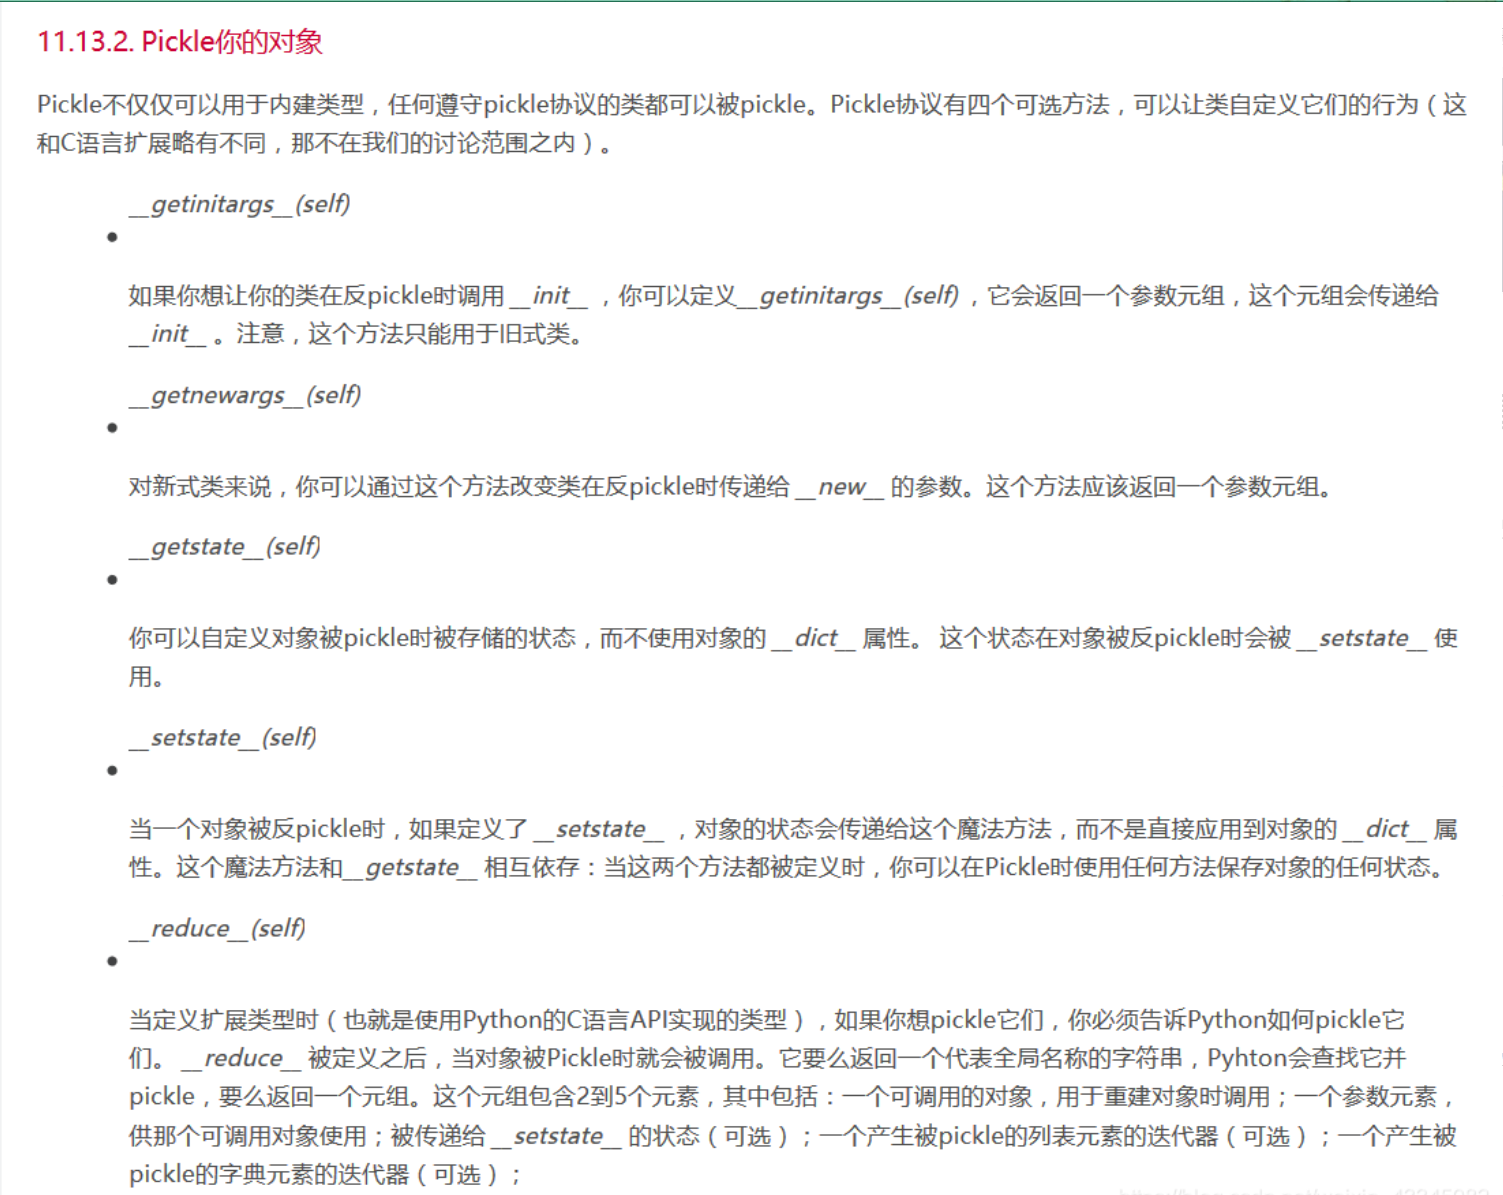 11.13.2. Pickle你的对象
Pickle不仅仅可以用于内建类型，任何遵守pickle协议的类都可以被pickle。Pickle协议有四个可选方法，可以让类自定义它们的行为（这
和C语言扩展略有不同，那不在我们的讨论范围之内）。
__getinitargs__(self)
如果你想让你的类在反pickle时调用 __init__ ，你可以定义__getinitargs__(self) ，它会返回一个参数元组，这个元组会传递给
__init__ 。注意，这个方法只能用于旧式类。
__getnewargs__(self)
对新式类来说，你可以通过这个方法改变类在反pickle时传递给 __new__ 的参数。这个方法应该返回一个参数元组。
__getstate__(self)
你可以自定义对象被pickle时被存储的状态，而不使用对象的 __dict__ 属性。 这个状态在对象被反pickle时会被 __setstate__ 使
用。
__setstate__(self)
当一个对象被反pickle时，如果定义了 __setstate__ ，对象的状态会传递给这个魔法方法，而不是直接应用到对象的 __dict__ 属
性。这个魔法方法和__getstate__ 相互依存：当这两个方法都被定义时，你可以在Pickle时使用任何方法保存对象的任何状态。
__reduce__(self)
当定义扩展类型时（也就是使用Python的C语言API实现的类型），如果你想pickle它们，你必须告诉Python如何pickle它
们。 __reduce__ 被定义之后，当对象被Pickle时就会被调用。它要么返回一个代表全局名称的字符串，Pyhton会查找它并
pickle，要么返回一个元组。这个元组包含2到5个元素，其中包括：一个可调用的对象，用于重建对象时调用；一个参数元素，
供那个可调用对象使用；被传递给 __setstate__ 的状态（可选）；一个产生被pickle的列表元素的迭代器（可选）；一个产生被
pickle的字典元素的迭代器（可选）；